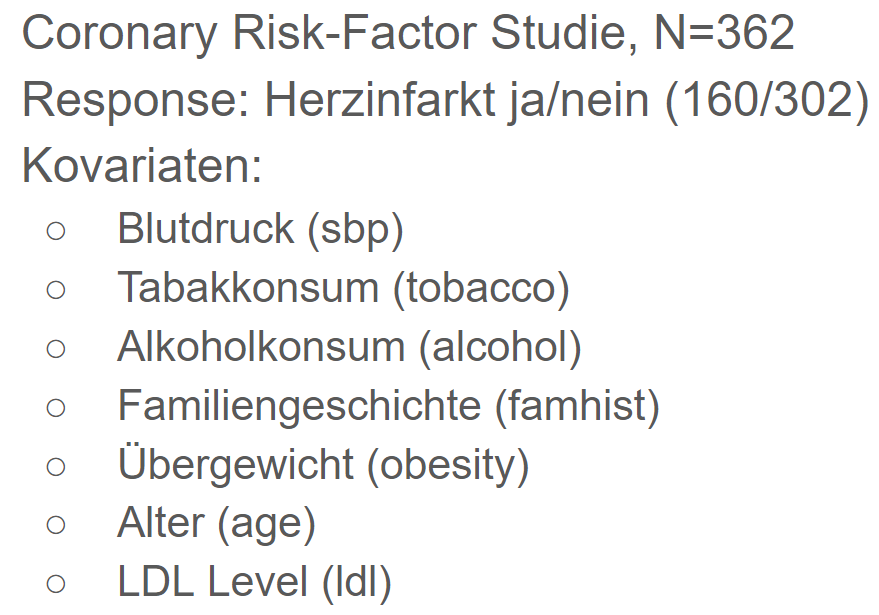 Coronary Risk-Factor Studie, N=362
Response: Herzinfarkt ja/nein (160/302)
Kovariaten:
○ Blutdruck (sbp)
○ Tabakkonsum (tobacco)
○ Alkoholkonsum (alcohol)
○ Familiengeschichte (famhist)
○ Übergewicht (obesity)
○ Alter (age)
○ LDL Level (ldl)